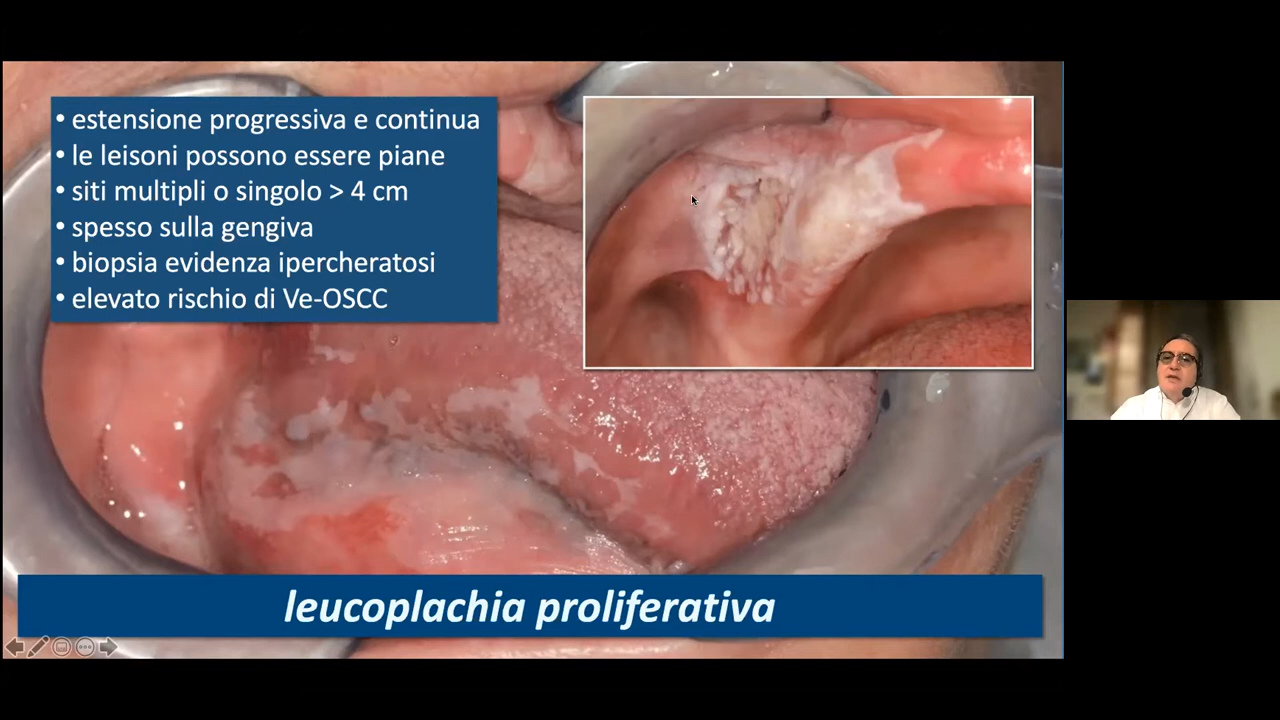 • estensione progressiva e continua
• le leisoni possono essere piane
• siti multipli o singolo > 4 cm
• spesso sulla gengiva
• biopsia evidenza ipercheratosi
• elevato rischio di Ve-OSCC
leucoplachia proliferativa